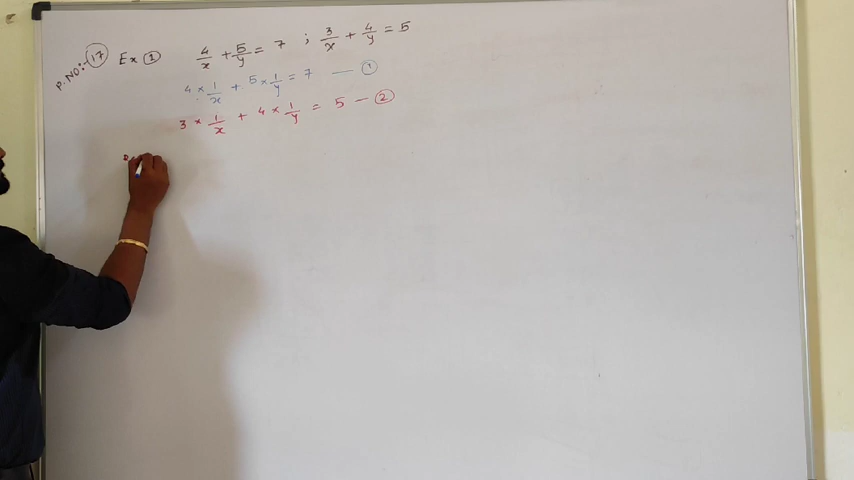 P. NO:- 17 Ex ① 4/x + 5/y = 7 ; 3/x + 4/y = 5
4 × 1/x + 5 × 1/y = 7 — ①
3 × 1/x + 4 × 1/y = 5 — ②